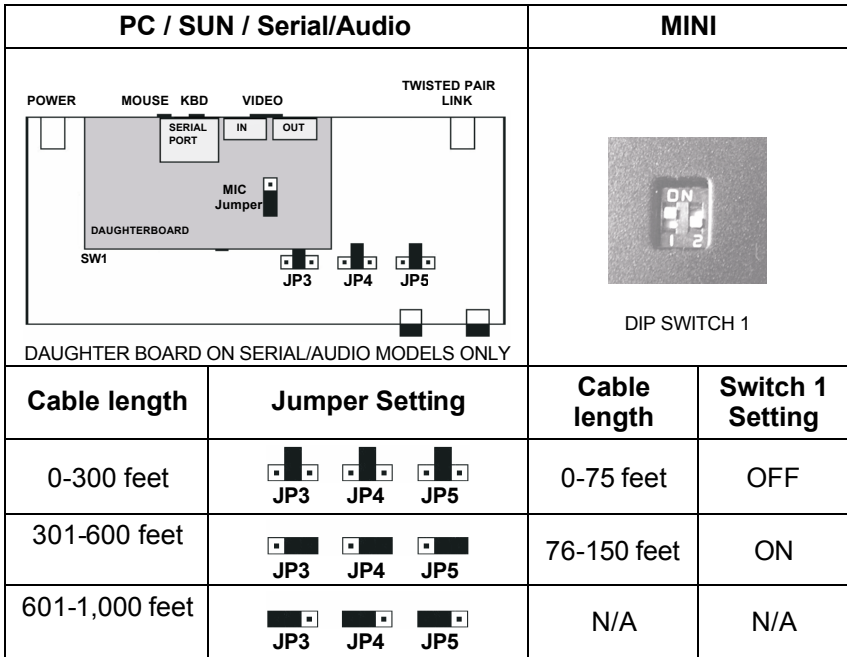 PC / SUN / Serial/Audio
MINI
POWER
MOUSE KBD
VIDEO
TWISTED PAIR
LINK
SERIAL
PORT
IN
OUT
MIC
Jumper
DAUGHTERBOARD
SW1
JP3 JP4 JP5
DAUGHTER BOARD ON SERIAL/AUDIO MODELS ONLY
ON
1 2
DIP SWITCH 1
Cable length
Jumper Setting
Cable
length
Switch 1
Setting
0-300 feet
JP3 JP4 JP5
0-75 feet
OFF
301-600 feet
JP3 JP4 JP5
76-150 feet
ON
601-1,000 feet
JP3 JP4 JP5
N/A
N/A